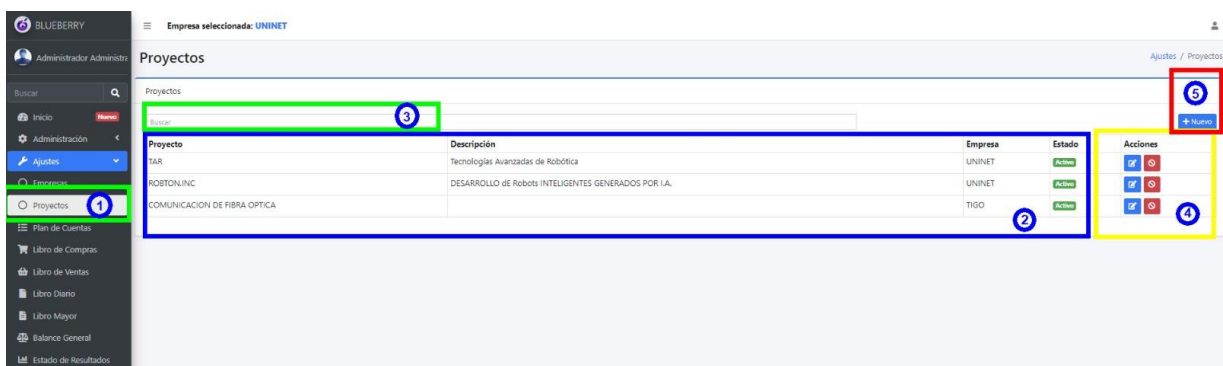 BLUEBERRY
Empresa seleccionada: UNINET
Administrador Administra
Proyectos
Ajustes / Proyectos
Buscar
Proyectos
5
Inicio
Nuevo
3
Buscar
+ Nuevo
Administración
Proyecto Descripción Empresa Estado Acciones
Ajustes
TAR Tecnologías Avanzadas de Robótica UNINET Activo
Empresas
ROBTON.INC DESARROLLO de Robots INTELIGENTES GENERADOS POR I.A. UNINET Activo
Proyectos
1
COMUNICACION DE FIBRA OPTICA TIGO Activo
2
4
Plan de Cuentas
Libro de Compras
Libro de Ventas
Libro Diario
Libro Mayor
Balance General
Estado de Resultados